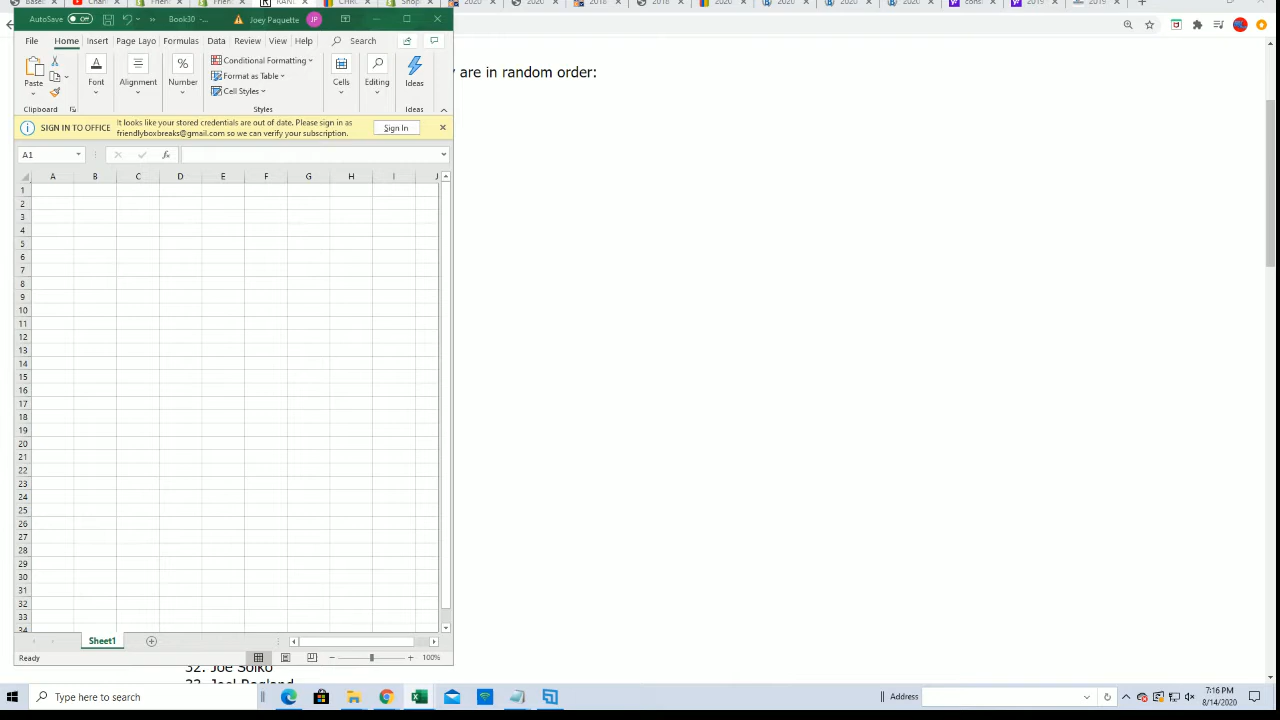 AutoSave Off Book30 -... Joey Paquette JP
File Home Insert Page Layo Formulas Data Review View Help Search
Paste Font Alignment Number Conditional Formatting Cells Editing Ideas
Format as Table
Cell Styles
Clipboard Styles Ideas
SIGN IN TO OFFICE It looks like your stored credentials are out of date. Please sign in as
friendlyboxbreaks@gmail.com so we can verify your subscription. Sign In
A1 fx
A B C D E F G H I J
1
2
3
4
5
6
7
8
9
10
11
12
13
14
15
16
17
18
19
20
21
22
23
24
25
26
27
28
29
30
31
32
33
34
Sheet1
Ready 100%
y are in random order:
32. Joe Solko
33. Joel Ragland
Type here to search Address 7:16 PM
8/14/2020